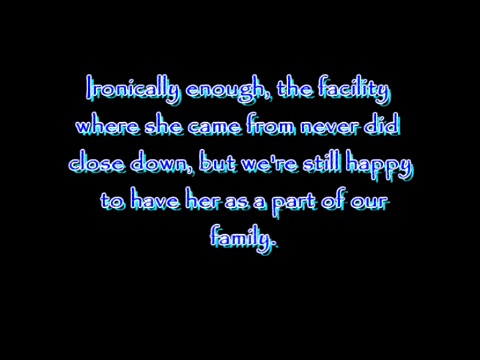 Ironically enough, the facility
where she came from never did
close down, but we're still happy
to have her as a part of our
family.